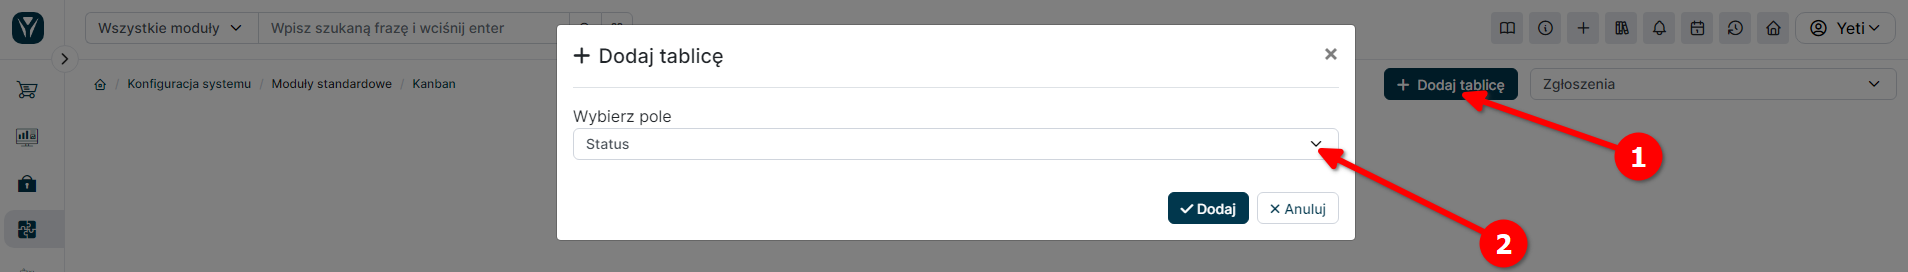 Wszystkie moduły
Wpisz szukaną frazę i wciśnij enter
Yeti
Konfiguracja systemu / Moduły standardowe / Kanban
+ Dodaj tablicę
Zgłoszenia
+ Dodaj tablicę
Wybierz pole
Status
Dodaj
Anuluj
1
2